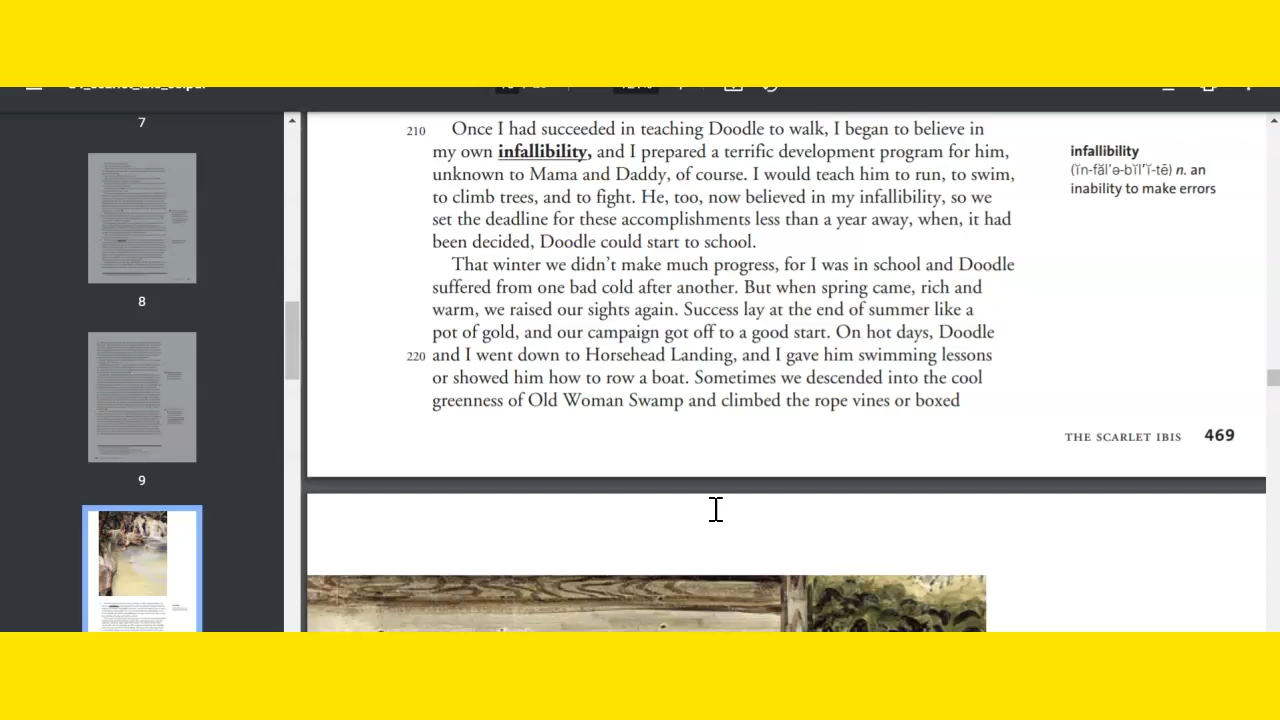 7
8
9
210 Once I had succeeded in teaching Doodle to walk, I began to believe in
my own infallibility, and I prepared a terrific development program for him,
unknown to Mama and Daddy, of course. I would teach him to run, to swim,
to climb trees, and to fight. He, too, now believed in my infallibility, so we
set the deadline for these accomplishments less than a year away, when, it had
been decided, Doodle could start to school.
That winter we didn’t make much progress, for I was in school and Doodle
suffered from one bad cold after another. But when spring came, rich and
warm, we raised our sights again. Success lay at the end of summer like a
pot of gold, and our campaign got off to a good start. On hot days, Doodle
220 and I went down to Horsehead Landing, and I gave him swimming lessons
or showed him how to row a boat. Sometimes we descended into the cool
greenness of Old Woman Swamp and climbed the rope vines or boxed
infallibility
(ĭn-făl′ə-bĭl′ĭ-tē) n. an
inability to make errors
THE SCARLET IBIS 469